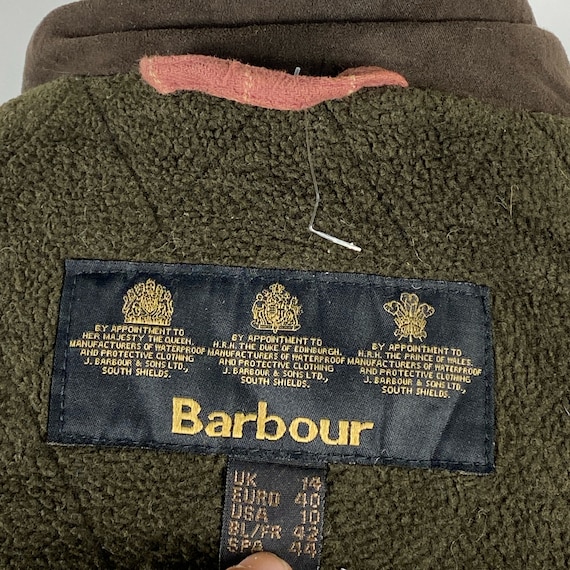 BY APPOINTMENT TO
HER MAJESTY THE QUEEN.
MANUFACTURERS OF WATERPROOF
AND PROTECTIVE CLOTHING
J. BARBOUR & SONS LTD.,
SOUTH SHIELDS.
BY APPOINTMENT TO
H.R.H. THE DUKE OF EDINBURGH.
MANUFACTURERS OF WATERPROOF
AND PROTECTIVE CLOTHING
J. BARBOUR & SONS LTD.,
SOUTH SHIELDS.
BY APPOINTMENT TO
H.R.H. THE PRINCE OF WALES.
MANUFACTURERS OF WATERPROOF
AND PROTECTIVE CLOTHING
J. BARBOUR & SONS LTD.,
SOUTH SHIELDS.
Barbour
UK 14
EURO 40
USA 10
BL/FR 42
SPA 44